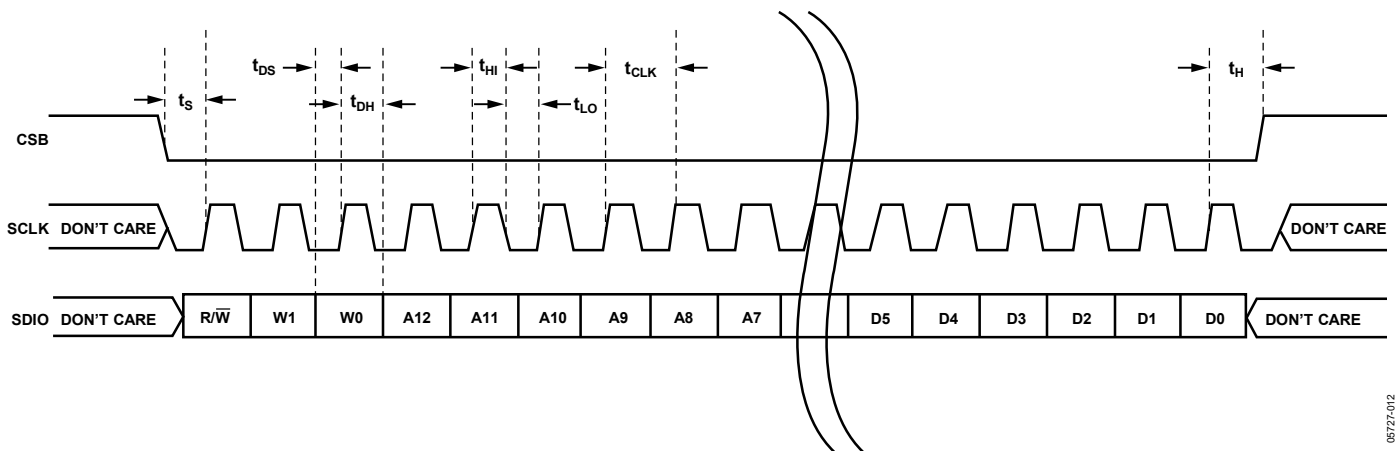 tDS
tHI
tCLK
tH
tS
tDH
tLO
CSB
SCLK DON'T CARE
DON'T CARE
SDIO DON'T CARE R/W̅ W1 W0 A12 A11 A10 A9 A8 A7 D5 D4 D3 D2 D1 D0 DON'T CARE
05727-012